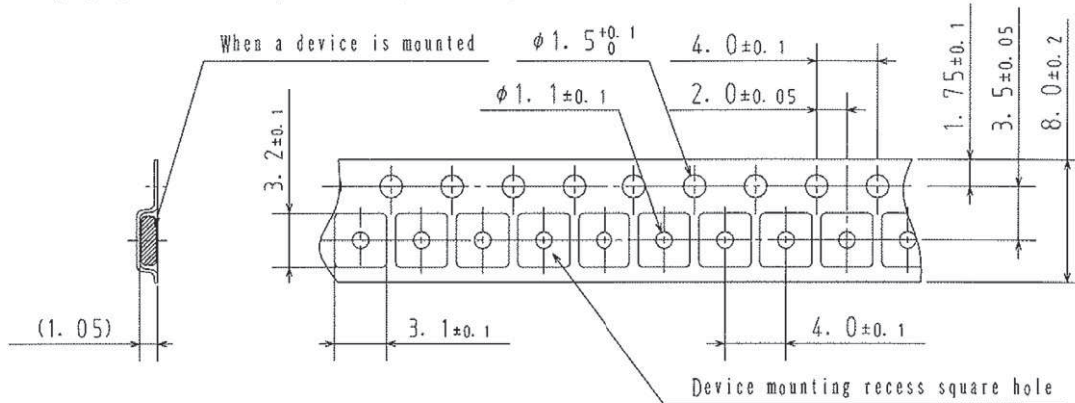 When a device is mounted
φ1. 5 +0. 1 0
4. 0±0. 1
φ1. 1±0. 1
2. 0±0. 05
1. 75±0. 1
3. 5±0. 05
8. 0±0. 2
3. 2±0. 1
(1. 05)
3. 1±0. 1
4. 0±0. 1
Device mounting recess square hole